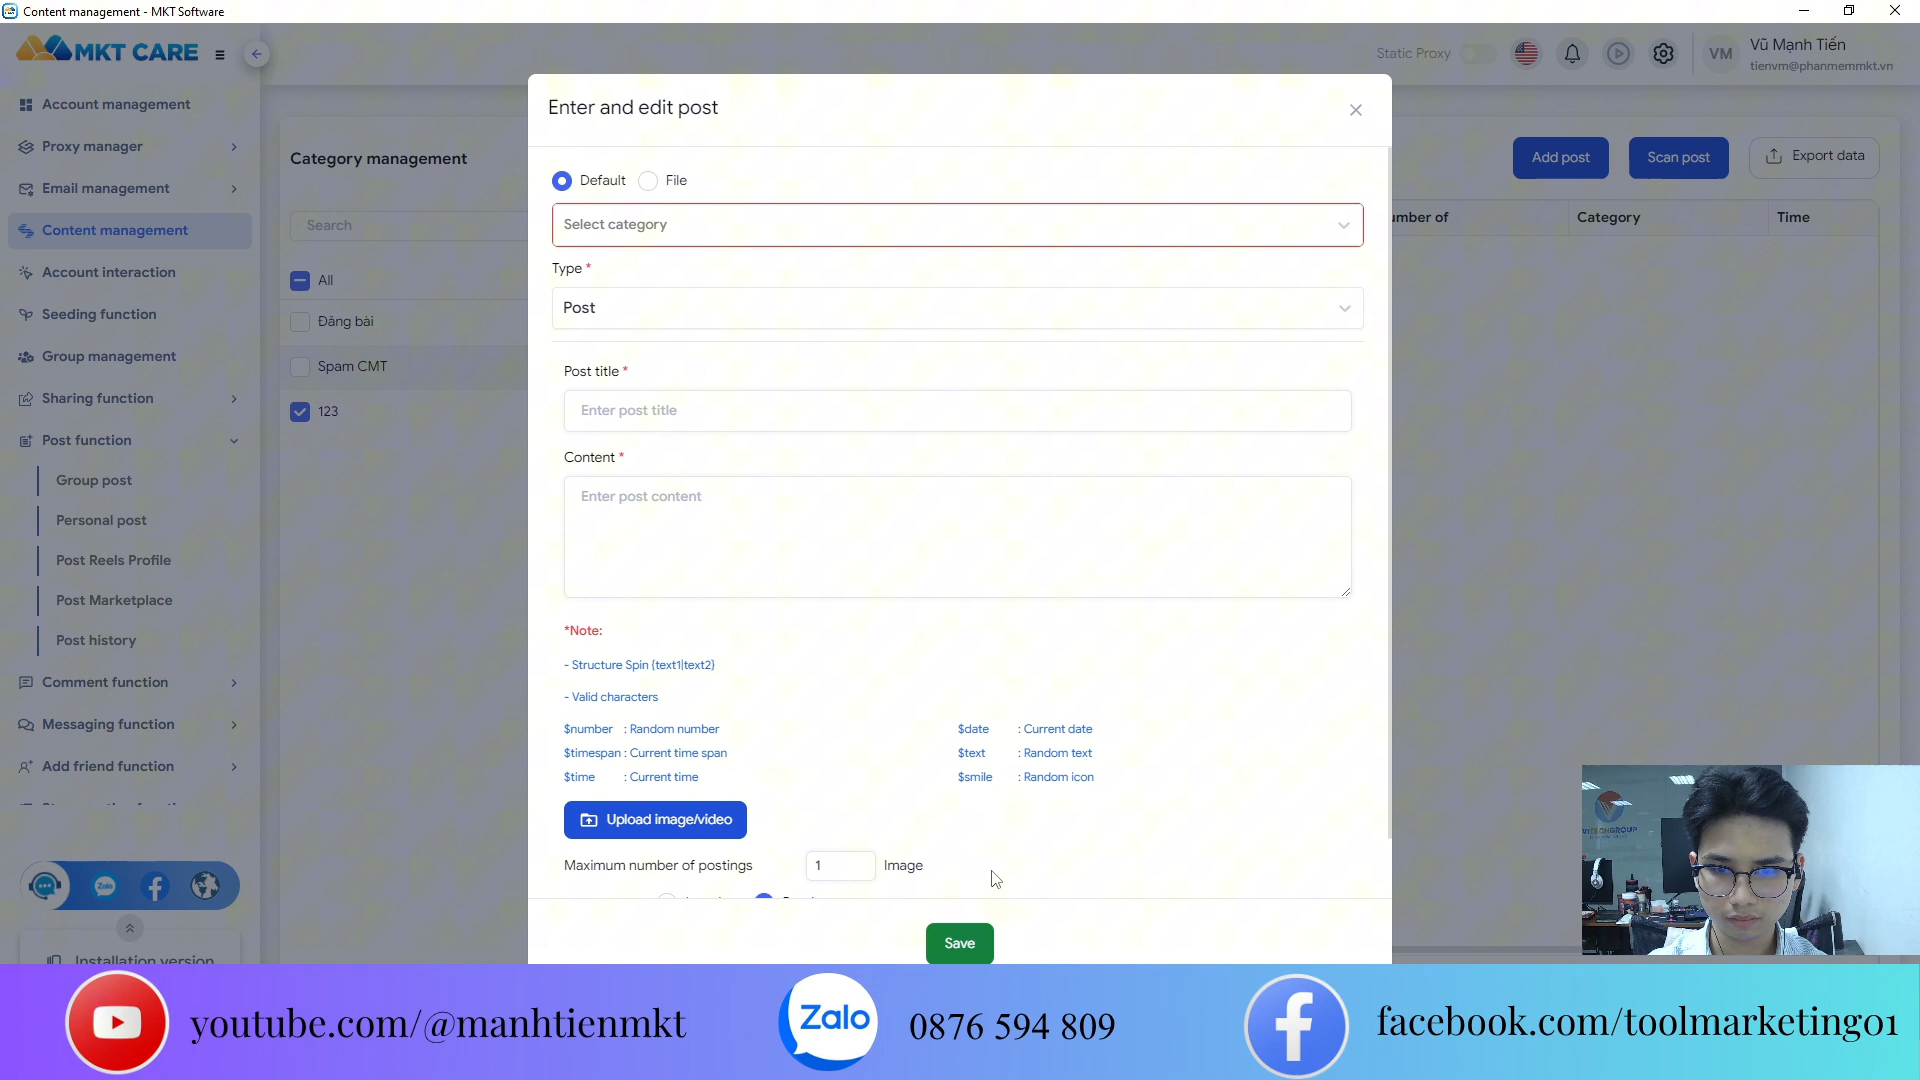 Content management - MKT Software
MKT CARE
Static Proxy
VM
Vũ Mạnh Tiến
tienvm@phanmemmkt.vn
Account management
Proxy manager
Email management
Content management
Account interaction
Seeding function
Group management
Sharing function
Post function
Group post
Personal post
Post Reels Profile
Post Marketplace
Post history
Comment function
Messaging function
Add friend function
Installation version
Category management
Search
All
Đăng bài
Spam CMT
123
Add post
Scan post
Export data
Category
Time
Enter and edit post
Default
File
Select category
Type *
Post
Post title *
Enter post title
Content *
Enter post content
*Note:
- Structure Spin {text1|text2}
- Valid characters
$number : Random number
$date : Current date
$timespan : Current time span
$text : Random text
$time : Current time
$smile : Random icon
Upload image/video
Maximum number of postings 1 Image
Save
youtube.com/@manhtienmkt
Zalo
0876 594 809
facebook.com/toolmarketing01